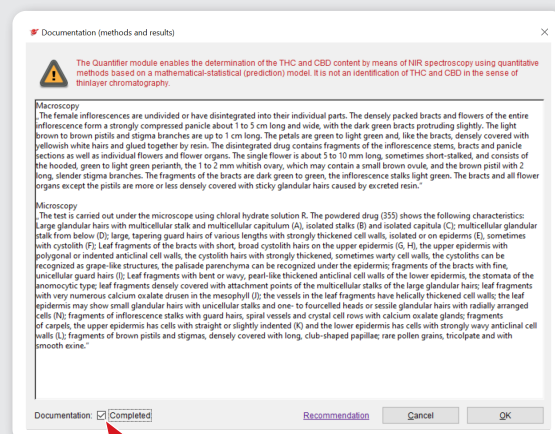 Documentation (methods and results)
The Quantifier module enables the determination of the THC and CBD content by means of NIR spectroscopy using quantitative
methods based on a mathematical-statistical (prediction) model. It is not an identification of THC and CBD in the sense of
thinlayer chromatography.
Macroscopy
„The female inflorescences are undivided or have disintegrated into their individual parts. The densely packed bracts and flowers of the entire
inflorescence form a strongly compressed panicle about 1 to 5 cm long and wide, with the dark green bracts protruding slightly. The light
brown to brown pistils and stigma branches are up to 1 cm long. The petals are green to light green and, like the bracts, densely covered with
yellowish white hairs and glued together by resin. The disintegrated drug contains fragments of the inflorescence stems, bracts and panicle
sections as well as individual flowers and flower organs. The single flower is about 5 to 10 mm long, sometimes short-stalked, and consists of
the hooded, green to light green perianth, the 1 to 2 mm whitish ovary, which may contain a small brown ovule, and the brown pistil with 2
long, slender stigma branches. The fragments of the bracts are dark green to green, the inflorescence stalks light green. The bracts and all flower
organs except the pistils are more or less densely covered with sticky glandular hairs caused by excreted resin.“
Microscopy
„The test is carried out under the microscope using chloral hydrate solution R. The powdered drug (355) shows the following characteristics:
Large glandular hairs with multicellular stalk and multicellular capitulum (A), isolated stalks (B) and isolated capitula (C); multicellular glandular
stalk from below (D); large, tapering guard hairs of various lengths with strongly thickened cell walls, isolated or on epidermis (E), sometimes
with cystolith (F); Leaf fragments of the bracts with short, broad cystolith hairs on the upper epidermis (G, H), the upper epidermis with
polygonal or indented anticlinal cell walls, the cystolith hairs with strongly thickened, sometimes warty cell walls, the cystoliths can be
recognized as grape-like structures, the palisade parenchyma can be recognized under the epidermis; fragments of the bracts with fine,
unicellular guard hairs (I); Leaf fragments with bent or wavy, pearl-like thickened anticlinal cell walls of the lower epidermis, the stomata of the
anomocytic type; leaf fragments densely covered with attachment points of the multicellular stalks of the large glandular hairs; leaf fragments
with very numerous calcium oxalate drusen in the mesophyll (J); the vessels in the leaf fragments have helically thickened cell walls; the leaf
epidermis may show small glandular hairs with unicellular stalks and one- to fourcelled heads or sessile glandular hairs with radially arranged
cells (N); fragments of inflorescence stalks with guard hairs, spiral vessels and crystal cell rows with calcium oxalate glands; fragments
of carpels, the upper epidermis has cells with straight or slightly indented (K) and the lower epidermis has cells with strongly wavy anticlinal cell
walls (L); fragments of brown pistils and stigmas, densely covered with long, club-shaped papillae; rare pollen grains, tricolpate and with
smooth exine.“
Documentation: Completed Recommendation Cancel OK